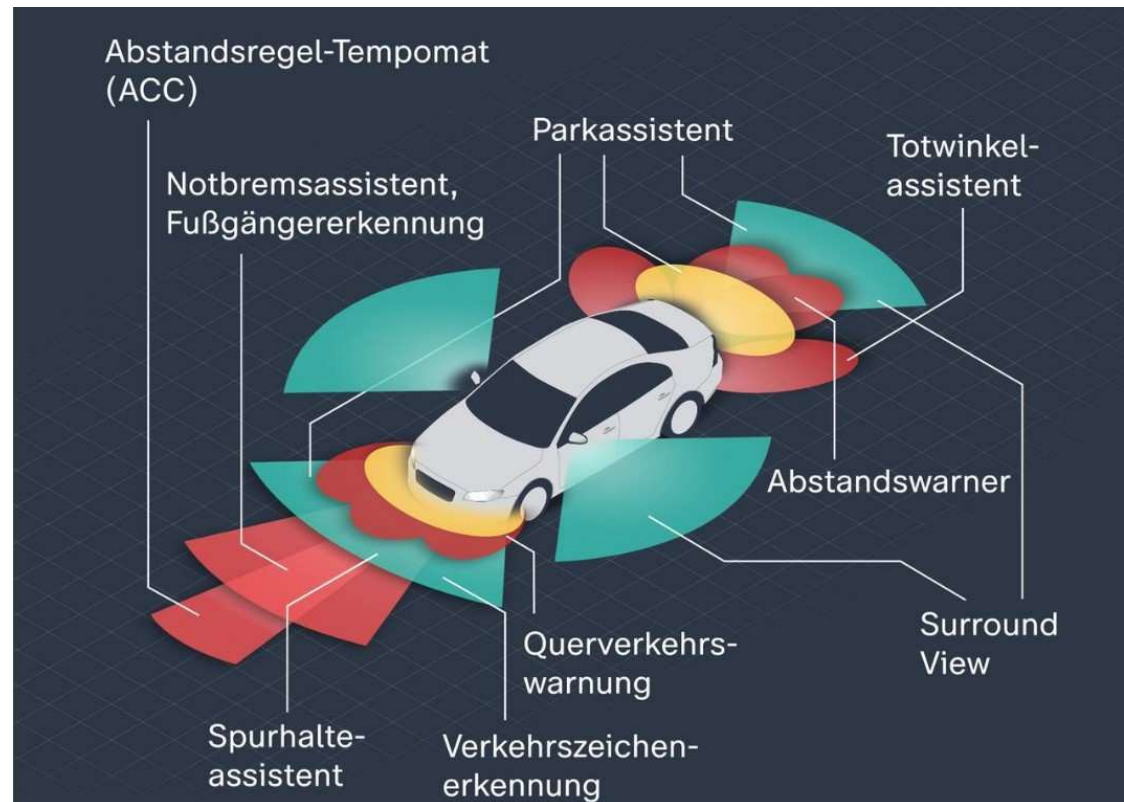 Abstandsregel-Tempomat
(ACC)
Parkassistent
Totwinkel-
assistent
Notbremsassistent,
Fußgängererkennung
Abstandswarner
Querverkehrs-
warnung
Surround
View
Spurhalte-
assistent
Verkehrszeichen-
erkennung